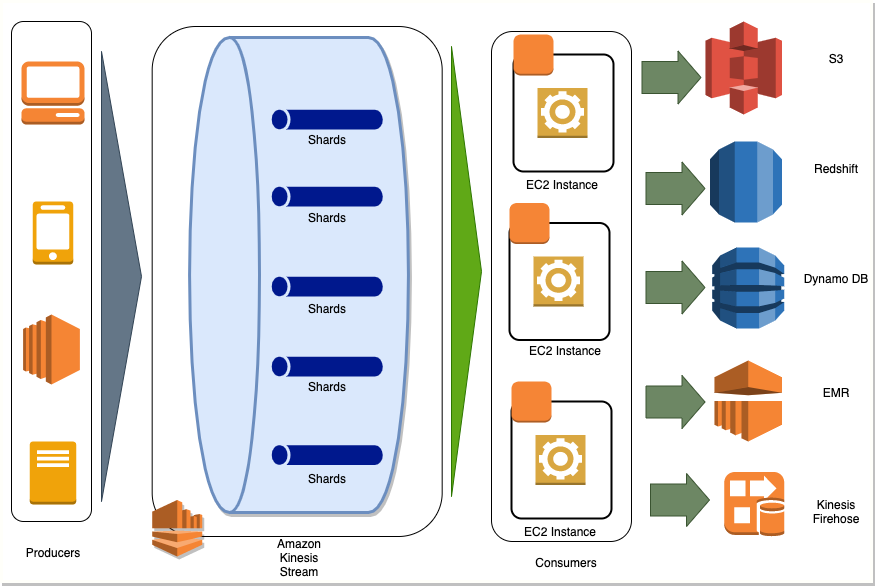 Shards
Shards
Shards
Shards
Shards
EC2 Instance
EC2 Instance
EC2 Instance
S3
Redshift
Dynamo DB
EMR
Kinesis
Firehose
Producers
Amazon
Kinesis
Stream
Consumers